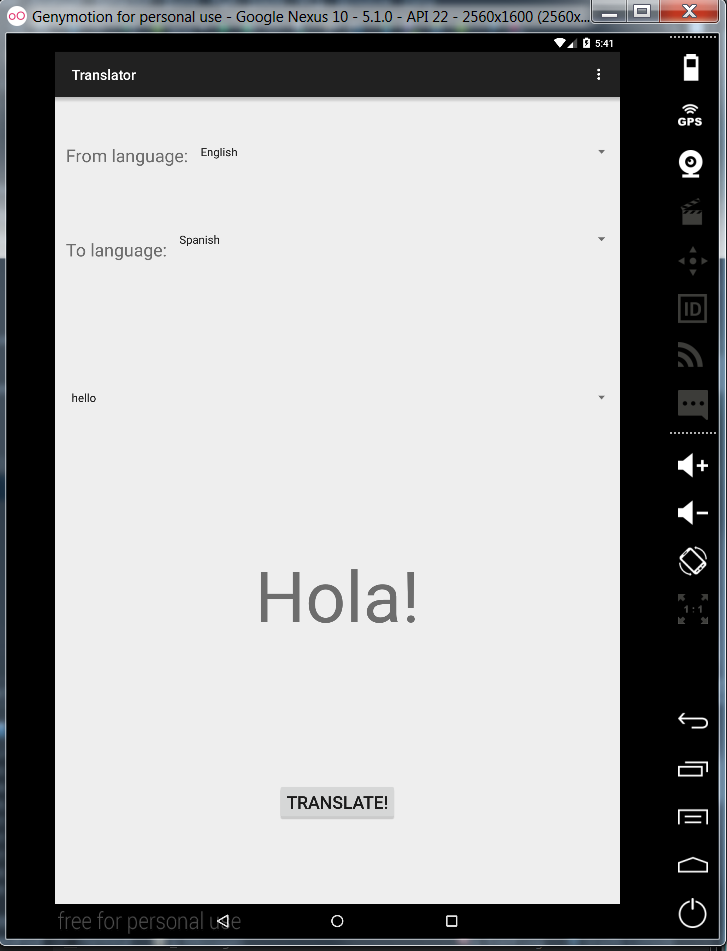 Genymotion for personal use - Google Nexus 10 - 5.1.0 - API 22 - 2560x1600 (2560x...
5:41
Translator
GPS
From language: English
To language: Spanish
ID
hello
Hola!
1:1
TRANSLATE!
free for personal use